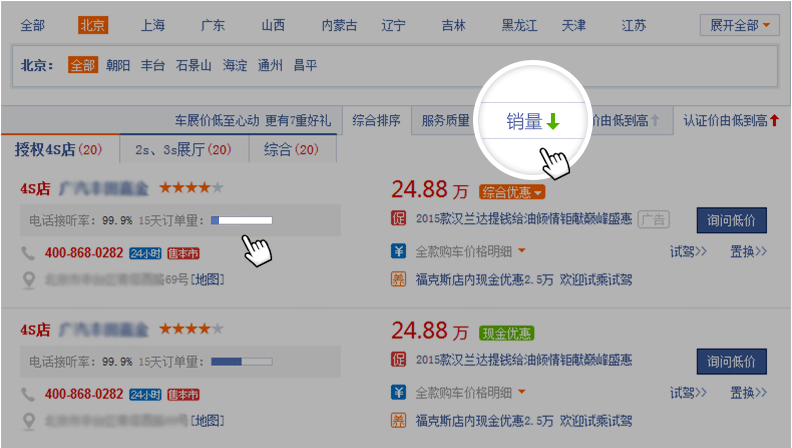 全部 北京 上海 广东 山西 内蒙古 辽宁 吉林 黑龙江 天津 江苏 展开全部
北京： 全部 朝阳 丰台 石景山 海淀 通州 昌平
车展价低至心动 更有7重好礼 综合排序 服务质量 销量 价由低到高 认证价由低到高
授权4S店(20) 2s、3s展厅(20) 综合(20)
4S店
24.88 万 综合优惠
电话接听率：99.9% 15天订单量：
促 2015款汉兰达提钱给油倾情钜献巅峰盛惠 广告 询问低价
400-868-0282 24小时 售本市
¥ 全款购车价格明细 试驾>> 置换>>
69号[地图]
养 福克斯店内现金优惠2.5万 欢迎试乘试驾
4S店
24.88 万 现金优惠
电话接听率：99.9% 15天订单量：
促 2015款汉兰达提钱给油倾情钜献巅峰盛惠 询问低价
400-868-0282 24小时 售本市
¥ 全款购车价格明细 试驾>> 置换>>
[地图]
养 福克斯店内现金优惠2.5万 欢迎试乘试驾